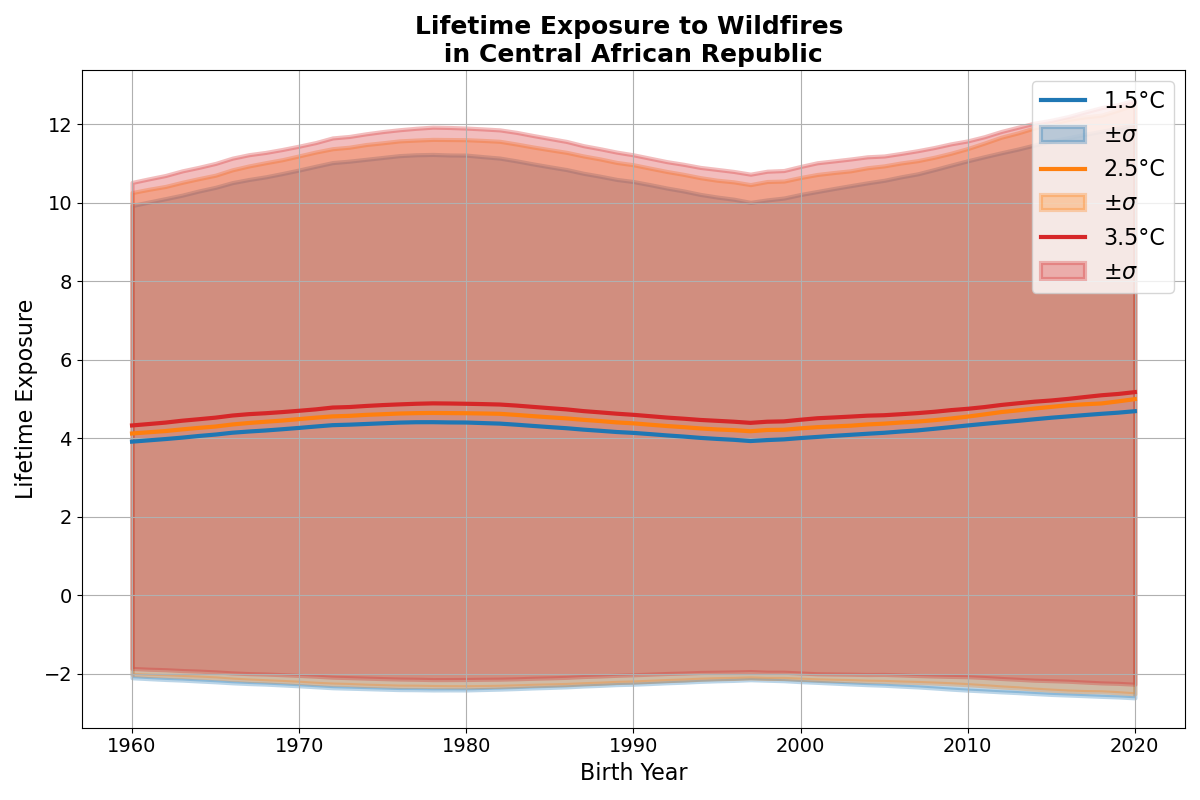 Lifetime Exposure to Wildfires
in Central African Republic
Lifetime Exposure
12
10
8
6
4
2
0
−2
1960
1970
1980
1990
2000
2010
2020
Birth Year
1.5°C
±σ
2.5°C
±σ
3.5°C
±σ